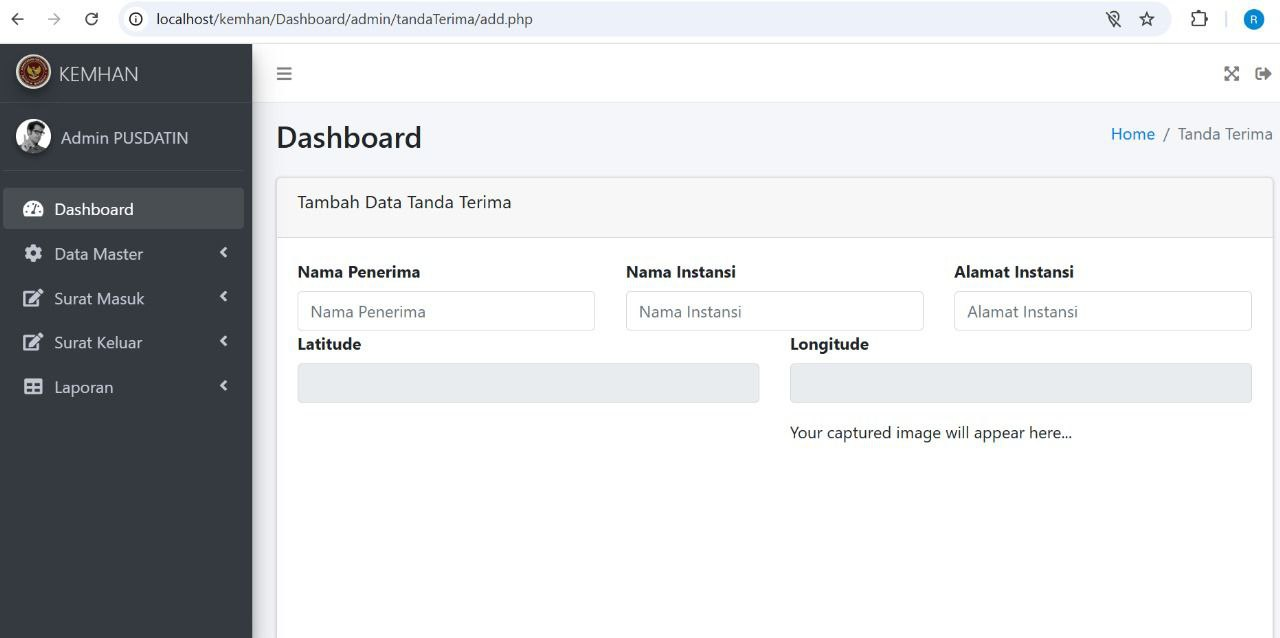 localhost/kemhan/Dashboard/admin/tandaTerima/add.php
R
KEMHAN
Admin PUSDATIN
Dashboard
Data Master
Surat Masuk
Surat Keluar
Laporan
Dashboard
Home / Tanda Terima
Tambah Data Tanda Terima
Nama Penerima Nama Instansi Alamat Instansi
Nama Penerima Nama Instansi Alamat Instansi
Latitude Longitude
Your captured image will appear here...